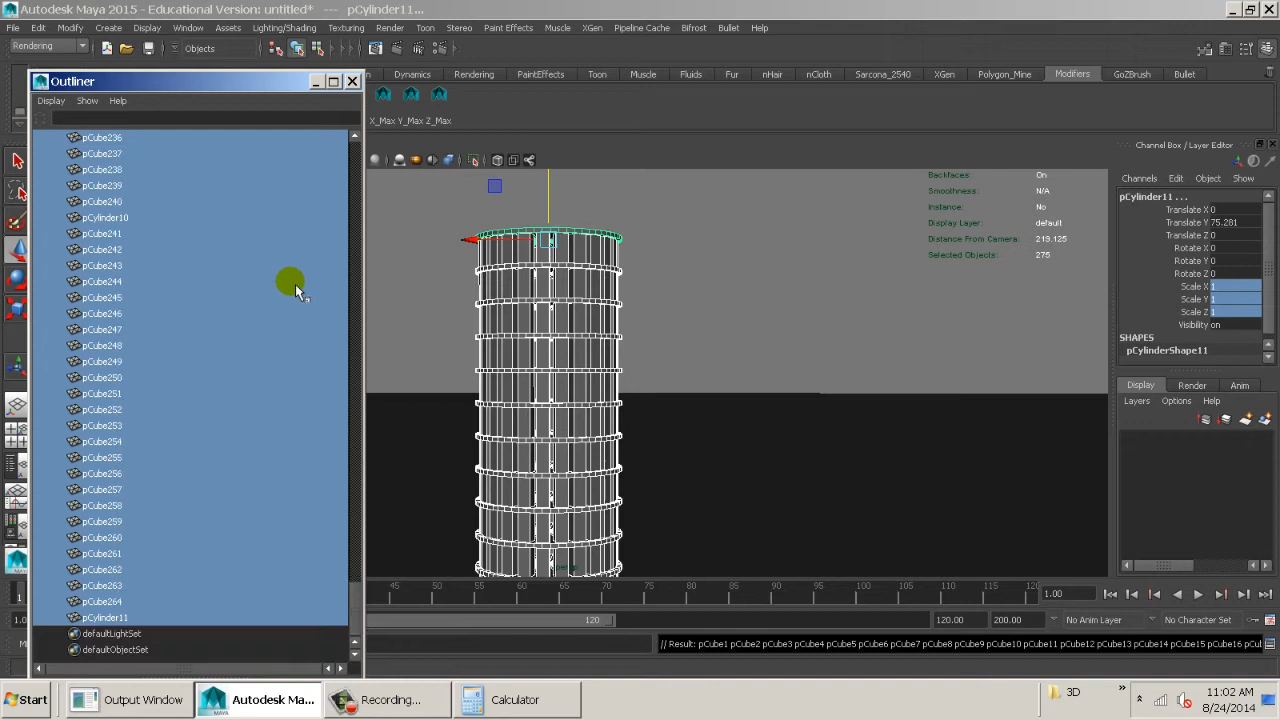 Autodesk Maya 2015 - Educational Version: untitled* --- pCylinder11...
File Edit Modify Create Display Window Assets Lighting/Shading Texturing Render Toon Stereo Paint Effects Muscle XGen Pipeline Cache Bifrost Bullet Help
Rendering Objects
Outliner
Dynamics Rendering PaintEffects Toon Muscle Fluids Fur nHair nCloth Sarcona_2540 XGen Polygon_Mine Modifiers GoZBrush Bullet
Display Show Help
X_Max Y_Max Z_Max
pCube236
pCube237
pCube238
pCube239
pCube240
pCylinder10
pCube241
pCube242
pCube243
pCube244
pCube245
pCube246
pCube247
pCube248
pCube249
pCube250
pCube251
pCube252
pCube253
pCube254
pCube255
pCube256
pCube257
pCube258
pCube259
pCube260
pCube261
pCube262
pCube263
pCube264
pCylinder11
defaultLightSet
defaultObjectSet
Backfaces: On
Smoothness: N/A
Instance: No
Display Layer: default
Distance From Camera: 219.125
Selected Objects: 275
persp
Channel Box / Layer Editor
Channels Edit Object Show
pCylinder11 ...
Translate X 0
Translate Y 75.281
Translate Z 0
Rotate X 0
Rotate Y 0
Rotate Z 0
Scale X 1
Scale Y 1
Scale Z 1
Visibility on
SHAPES
pCylinderShape11
Display Render Anim
Layers Options Help
1 45 50 55 60 65 70 75 80 85 90 95 100 105 110 115 120 1.00
1.0 120 120.00 200.00 No Anim Layer No Character Set
// Result: pCube1 pCube2 pCube3 pCube4 pCube5 pCube6 pCube7 pCube8 pCube9 pCube10 pCube11 pCube12 pCube13 pCube14 pCube15 pCube16 pCub
Start Output Window Autodesk Ma... Recording... Calculator 3D
11:02 AM
8/24/2014